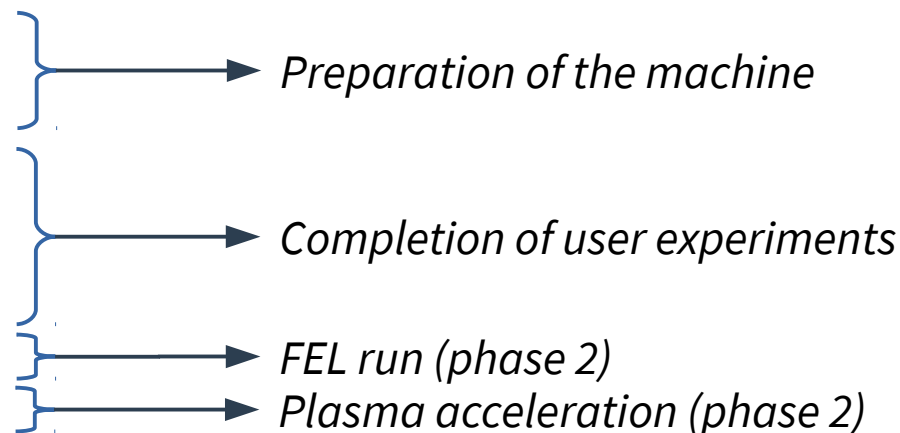 Preparation of the machine
Completion of user experiments
FEL run (phase 2)
Plasma acceleration (phase 2)